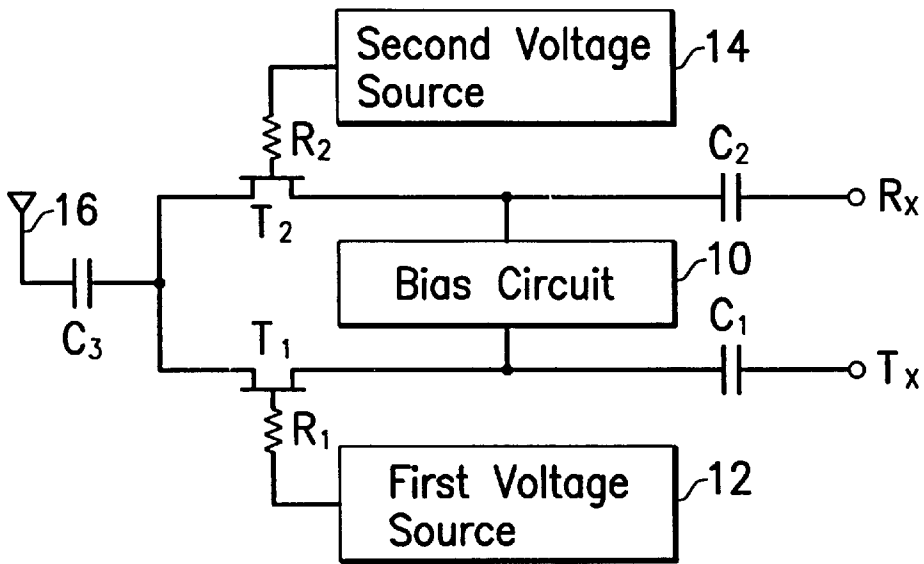 Second Voltage
Source
14
R₂
C₂
16
T₂
Rₓ
Bias Circuit
10
C₃
T₁
C₁
Tₓ
R₁
First Voltage
Source
12